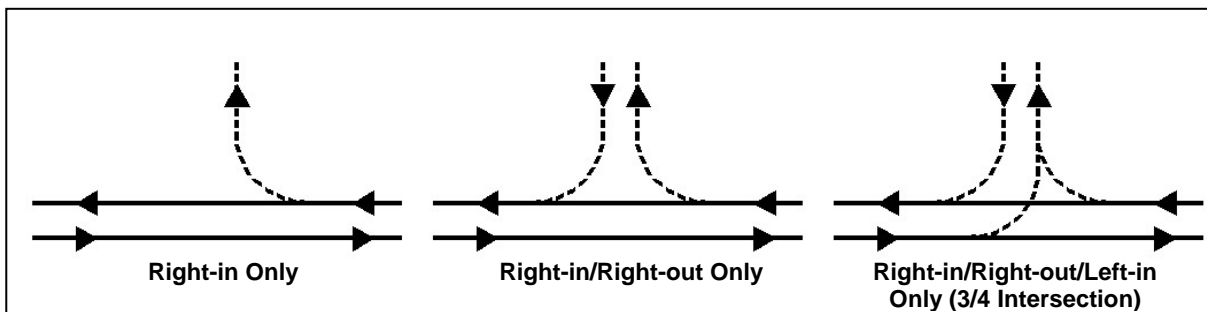 Right-in Only
Right-in/Right-out Only
Right-in/Right-out/Left-in
Only (3/4 Intersection)